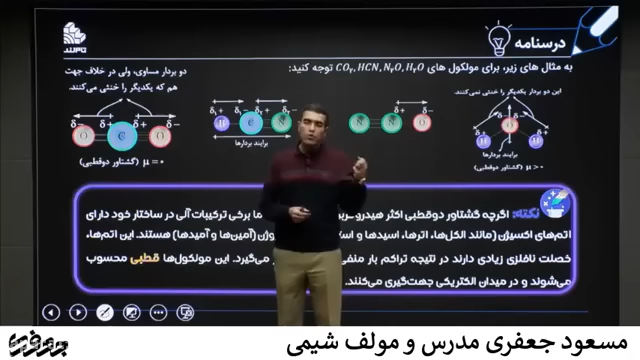 درسنامه
به مثال های زیر، برای مولکول های CO₂, HCN, N₂O, H₂O توجه کنید:
دو بردار مساوی، ولی در خلاف جهت
هم که یکدیگر را خنثی می‌کنند.
این دو بردار یکدیگر را خنثی نمی‌کنند.
δ- δ+ δ-
O C O
μ = ۰ (گشتاور دوقطبی)
H C N
برآیند بردارها
N N O
O
H H
برآیند بردارها
μ > ۰ (گشتاور دوقطبی)
نکته: اگرچه گشتاور دوقطبی اکثر ما برخی ترکیبات آلی در ساختار خود دارای
اتم‌های اکسیژن (مانند الکل‌ها، اترها، اسیدها و (آمین‌ها و آمیدها) هستند. این اتم‌ها،
خصلت نافلزی زیادی دارند در نتیجه تراکم بار منفی می‌گیرد. این مولکول‌ها قطبی محسوب
می‌شوند و در میدان الکتریکی جهت‌گیری می‌کنند.
مسعود جعفری مدرس و مولف شیمی